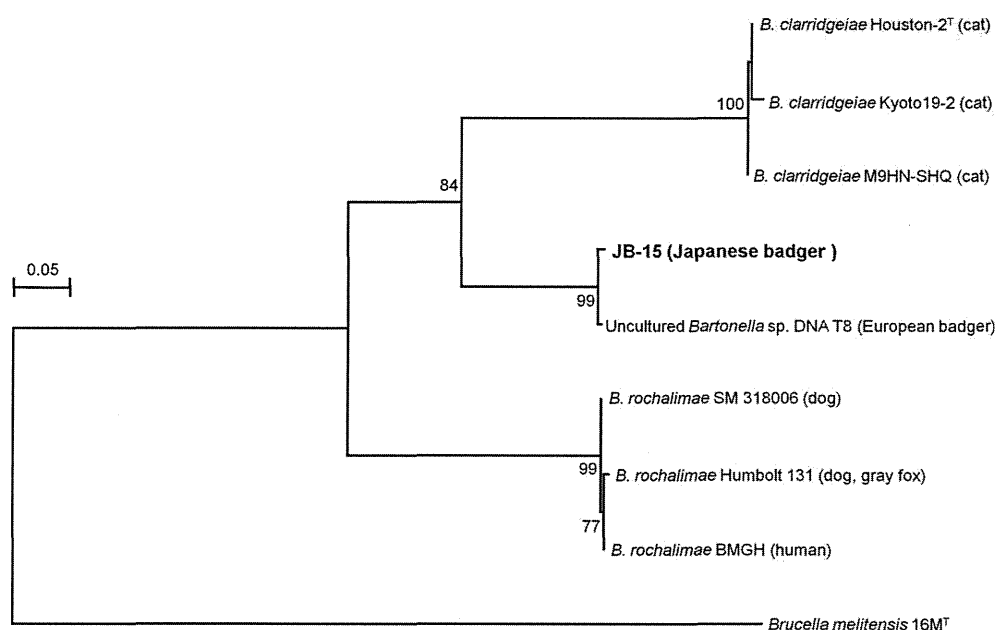 B. clarridgeiae Houston-2ᵀ (cat)
100
B. clarridgeiae Kyoto19-2 (cat)
B. clarridgeiae M9HN-SHQ (cat)
84
JB-15 (Japanese badger )
0.05
99
Uncultured Bartonella sp. DNA T8 (European badger)
B. rochalimae SM 318006 (dog)
99
B. rochalimae Humbolt 131 (dog, gray fox)
77
B. rochalimae BMGH (human)
Brucella melitensis 16Mᵀ